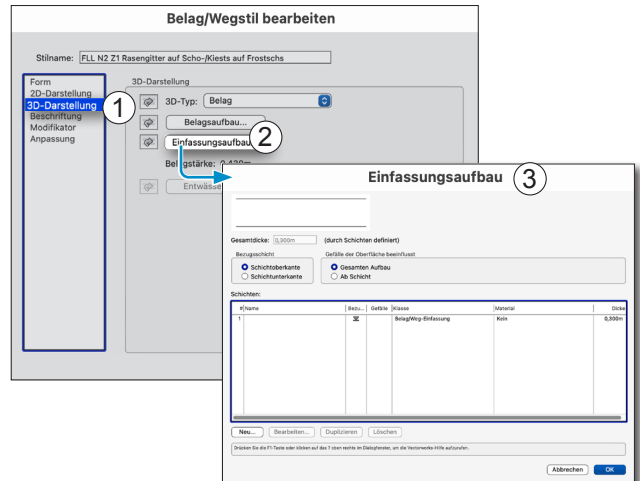 Belag/Wegstil bearbeiten
Stilname: FLL N2 Z1 Rasengitter auf Scho-/Kiests auf Frostschs
Form
2D-Darstellung
3D-Darstellung
Beschriftung
Modifikator
Anpassung
1
3D-Darstellung
3D-Typ: Belag
Belagsaufbau...
Einfassungsaufbau
2
Belagstärke: 0,430m
Entwässe
Einfassungsaufbau
3
Gesamtdicke: 0,300m (durch Schichten definiert)
Bezugsschicht
Schichtoberkante
Schichtunterkante
Gefälle der Oberfläche beeinflusst
Gesamten Aufbau
Ab Schicht
Schichten:
# Name Bezu... Gefälle Klasse Material Dicke
1 Belag/Weg-Einfassung Kein 0,300m
Neu... Bearbeiten... Duplizieren Löschen
Drücken Sie die F1-Taste oder klicken auf das ? oben rechts im Dialogfenster, um die Vectorworks-Hilfe aufzurufen.
Abbrechen OK